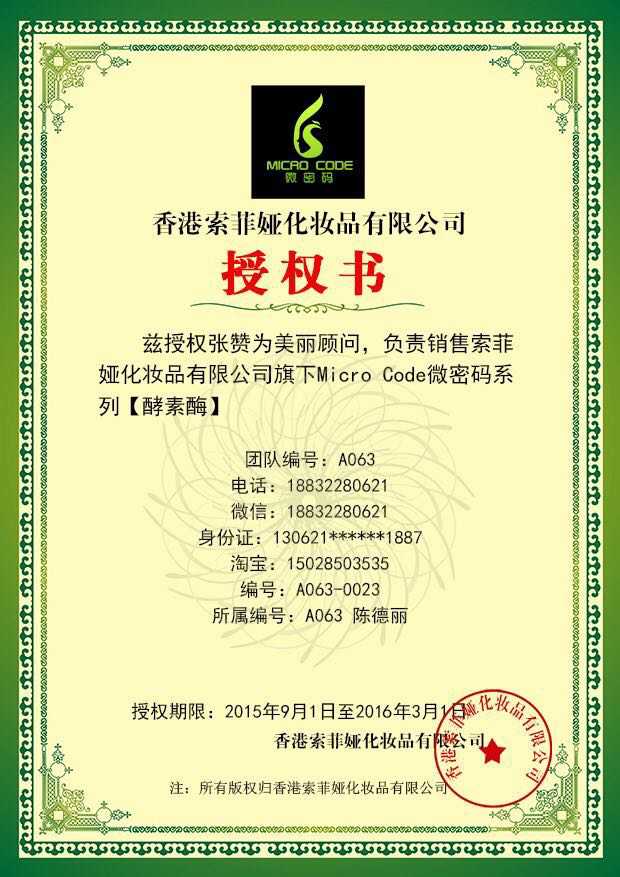 MICRO CODE
微密码
香港索菲娅化妆品有限公司
授权书
兹授权张赞为美丽顾问，负责销售索菲
娅化妆品有限公司旗下Micro Code微密码系
列【酵素酶】
团队编号：A063
电话：18832280621
微信：18832280621
身份证：130621******1887
淘宝：15028503535
编号：A063-0023
所属编号：A063 陈德丽
授权期限：2015年9月1日至2016年3月1日
香港索菲娅化妆品有限公司
香港索菲娅化妆品有限公司
注：所有版权归香港索菲娅化妆品有限公司